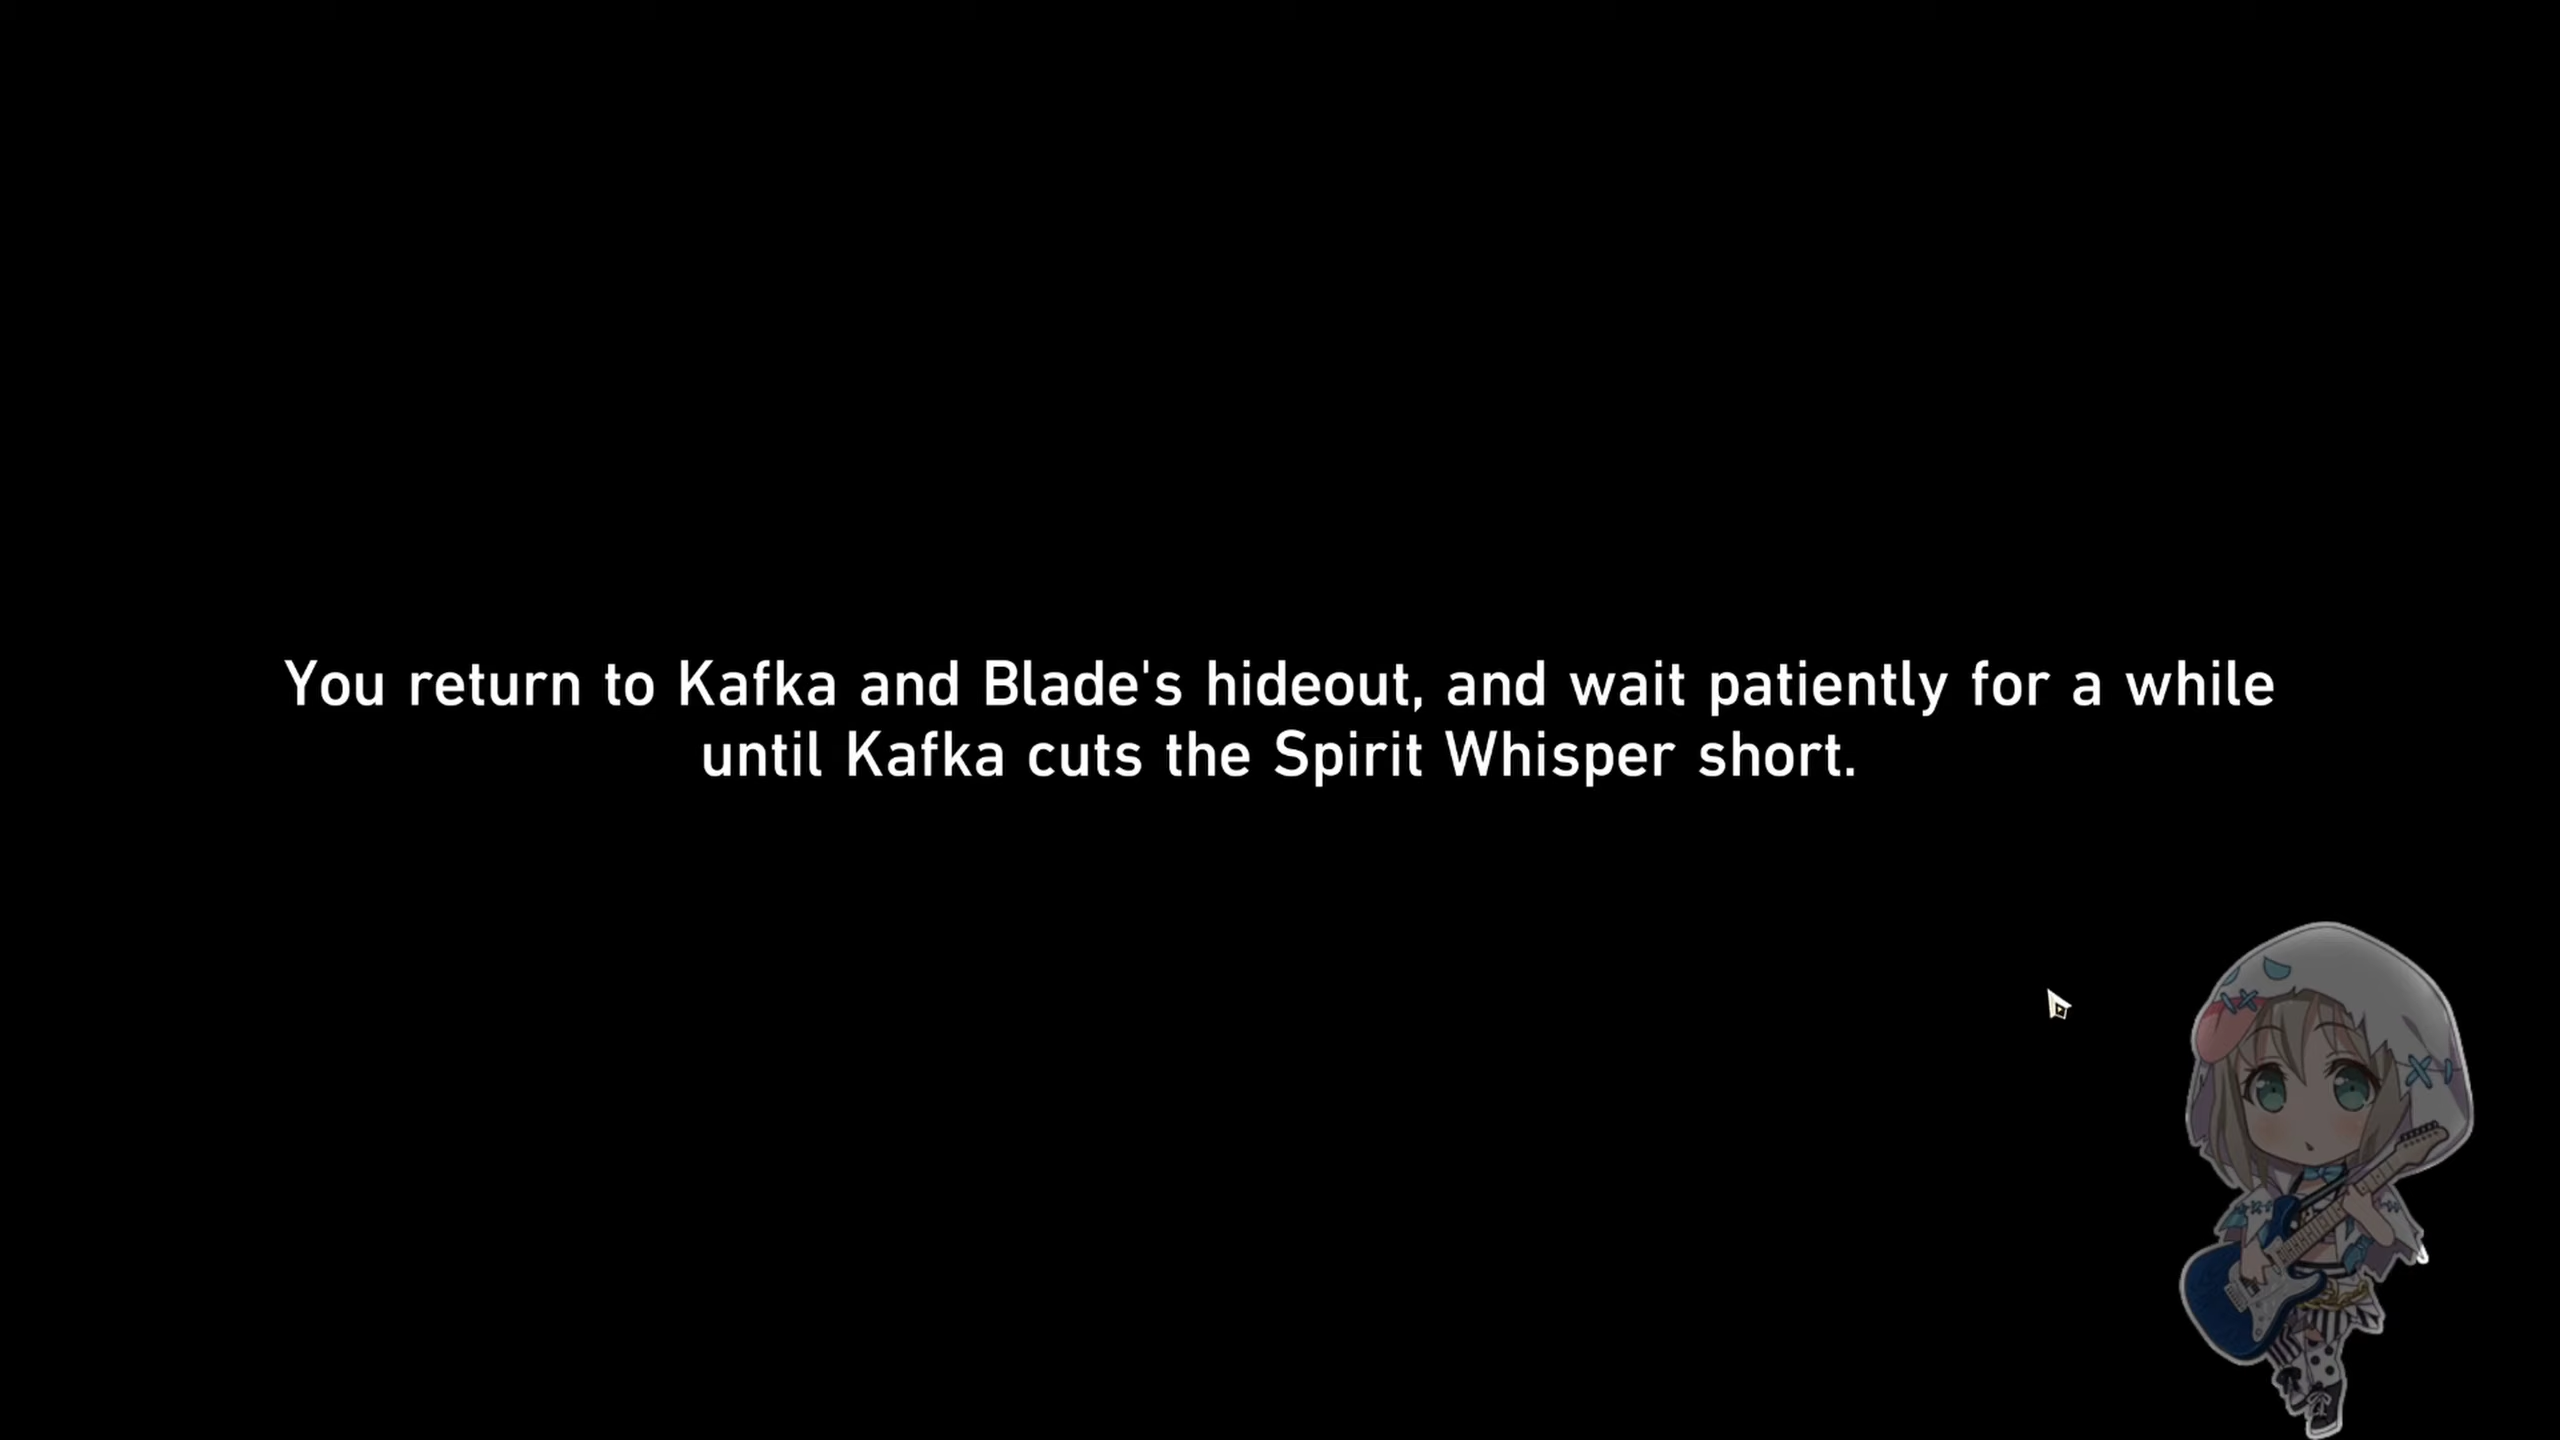 You return to Kafka and Blade's hideout, and wait patiently for a while
until Kafka cuts the Spirit Whisper short.